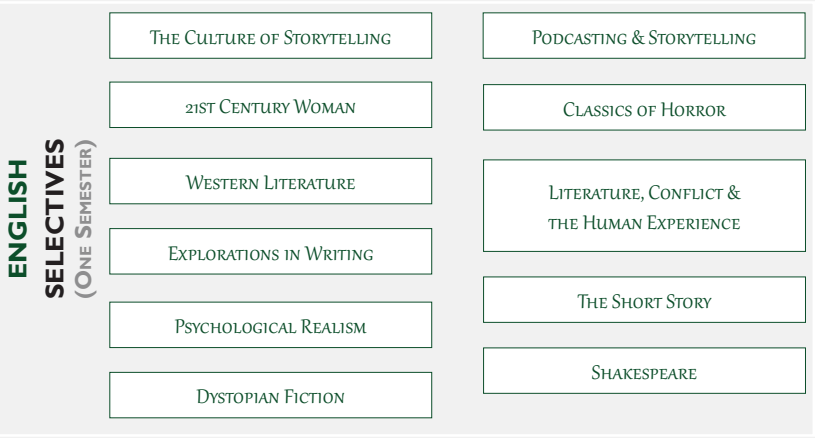 ENGLISH
SELECTIVES
(One Semester)
The Culture of Storytelling
21st Century Woman
Western Literature
Explorations in Writing
Psychological Realism
Dystopian Fiction
Podcasting & Storytelling
Classics of Horror
Literature, Conflict &
the Human Experience
The Short Story
Shakespeare